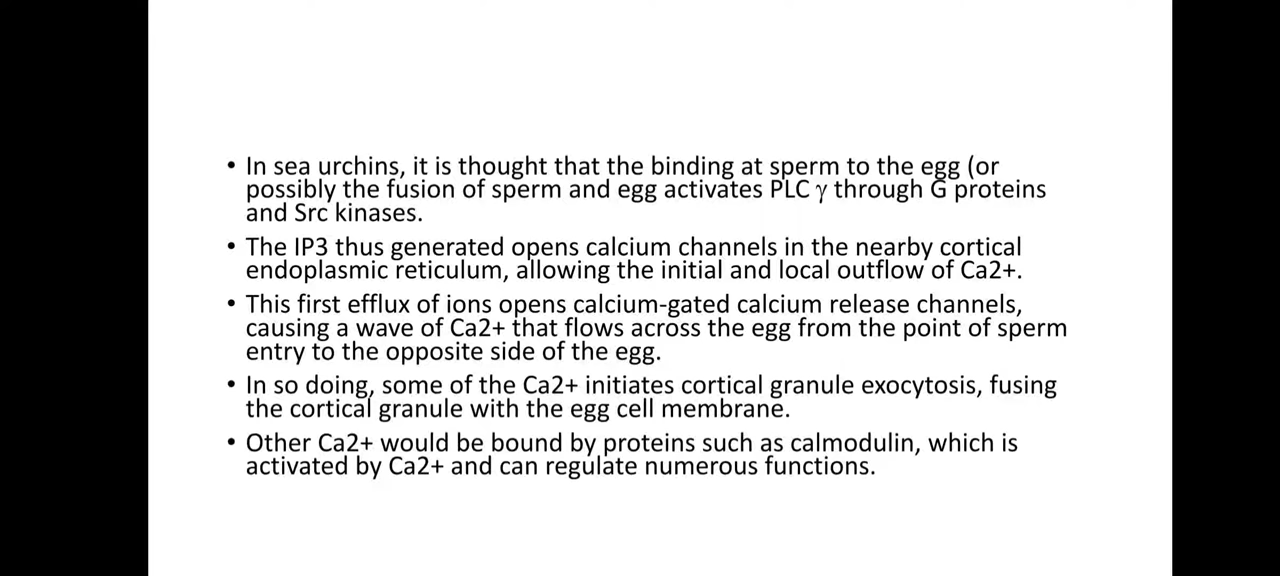 • In sea urchins, it is thought that the binding at sperm to the egg (or
possibly the fusion of sperm and egg activates PLC γ through G proteins
and Src kinases.
• The IP3 thus generated opens calcium channels in the nearby cortical
endoplasmic reticulum, allowing the initial and local outflow of Ca2+.
• This first efflux of ions opens calcium-gated calcium release channels,
causing a wave of Ca2+ that flows across the egg from the point of sperm
entry to the opposite side of the egg.
• In so doing, some of the Ca2+ initiates cortical granule exocytosis, fusing
the cortical granule with the egg cell membrane.
• Other Ca2+ would be bound by proteins such as calmodulin, which is
activated by Ca2+ and can regulate numerous functions.